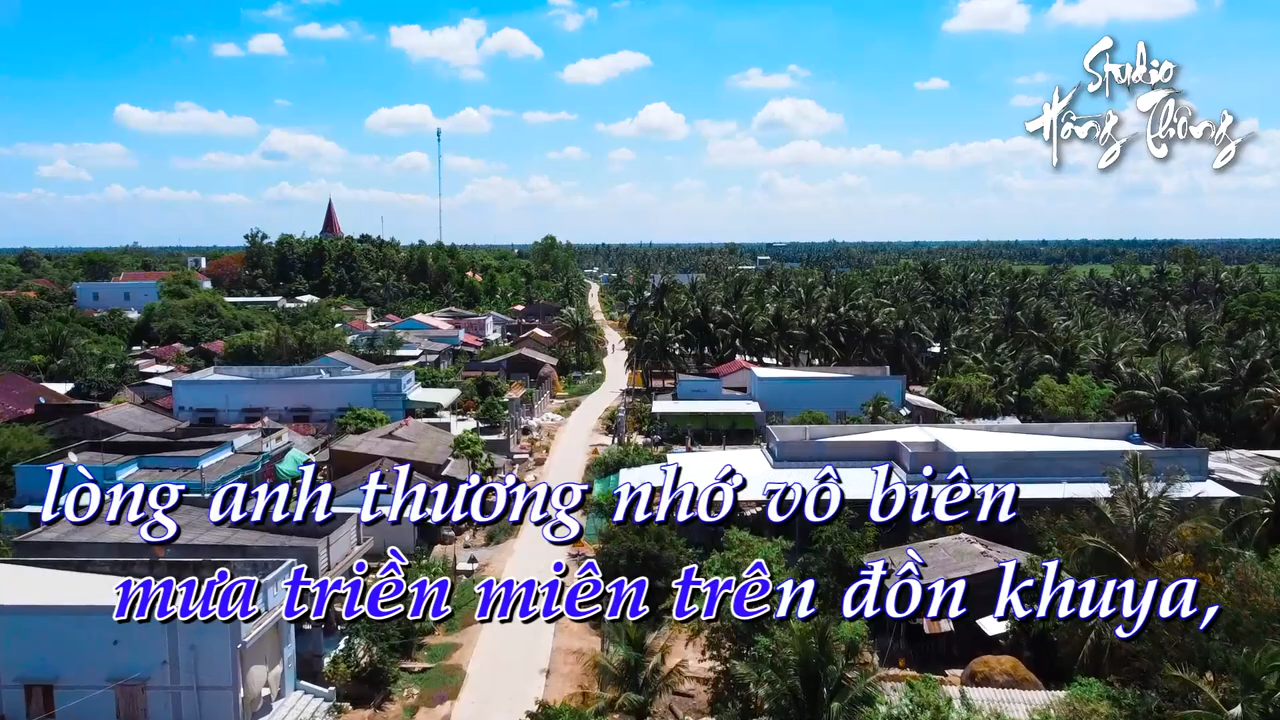 Studio
Hồng Thông
lòng anh thương nhớ vô biên
mưa triền miên trên đồn khuya,